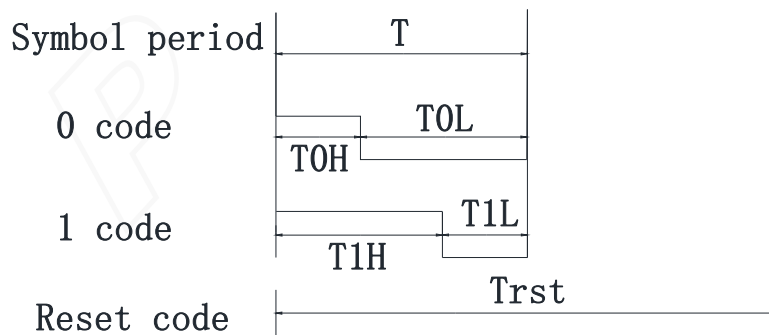 Symbol period T
0 code T0H T0L
1 code T1H T1L
Reset code Trst